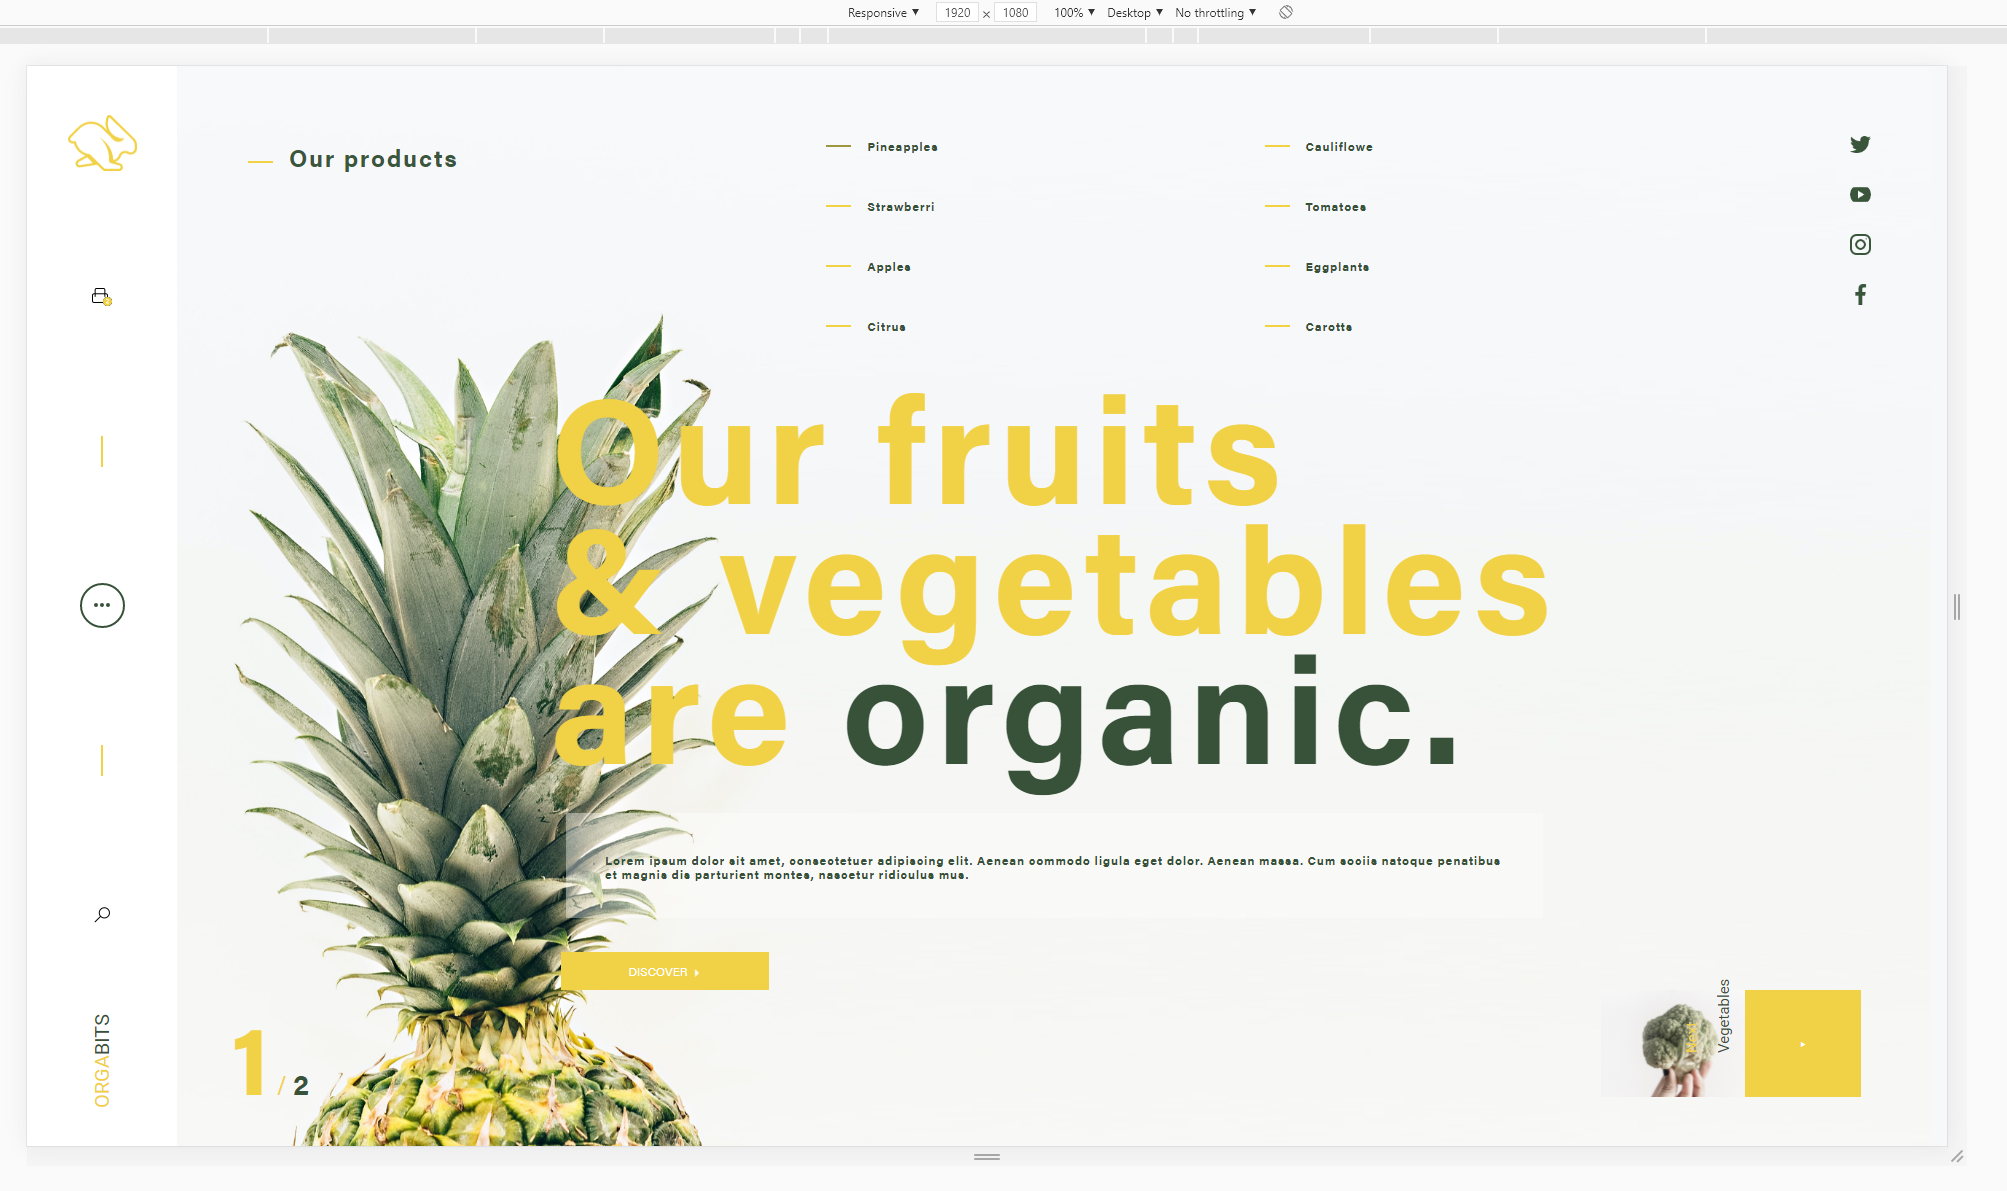 Responsive ▼ 1920 × 1080 100% ▼ Desktop ▼ No throttling ▼
Our products
Pineapples
Strawberri
Apples
Citrus
Cauliflowe
Tomatoes
Eggplants
Carotts
Our fruits
& vegetables
are organic.
Lorem ipsum dolor sit amet, consectetuer adipiscing elit. Aenean commodo ligula eget dolor. Aenean massa. Cum sociis natoque penatibus
et magnis dis parturient montes, nascetur ridiculus mus.
DISCOVER
ORGABITS
1 / 2
Next
Vegetables